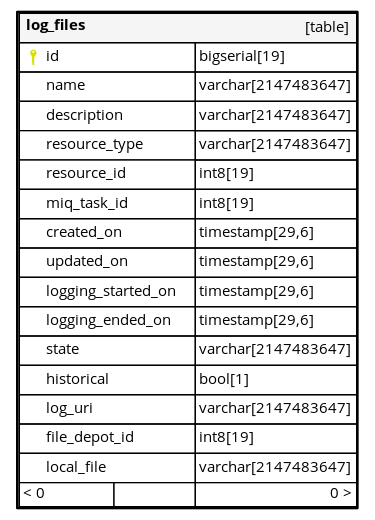 log_files [table]
id bigserial[19]
name varchar[2147483647]
description varchar[2147483647]
resource_type varchar[2147483647]
resource_id int8[19]
miq_task_id int8[19]
created_on timestamp[29,6]
updated_on timestamp[29,6]
logging_started_on timestamp[29,6]
logging_ended_on timestamp[29,6]
state varchar[2147483647]
historical bool[1]
log_uri varchar[2147483647]
file_depot_id int8[19]
local_file varchar[2147483647]
< 0 0 >